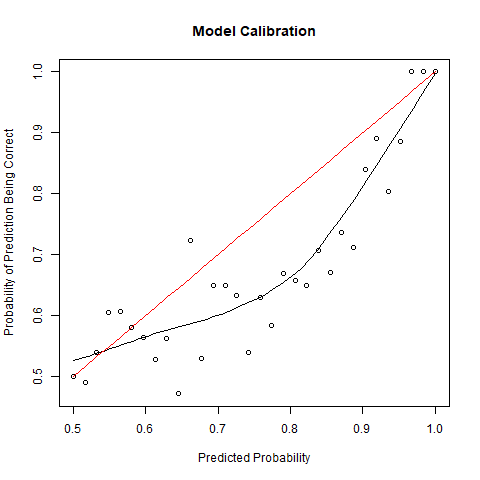 Model Calibration
Probability of Prediction Being Correct
1.0
0.9
0.8
0.7
0.6
0.5
0.5 0.6 0.7 0.8 0.9 1.0
Predicted Probability